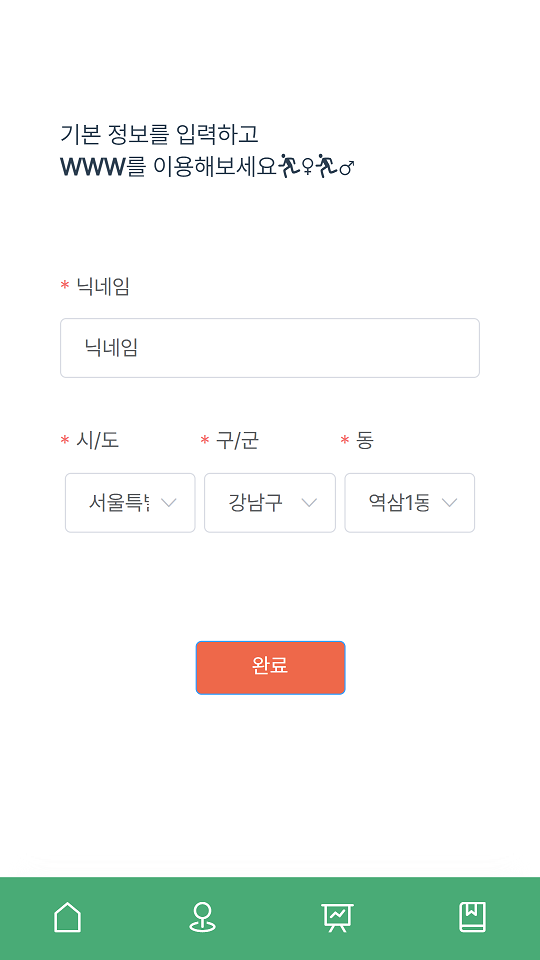 기본 정보를 입력하고
WWW를 이용해보세요🏃♀🏃♂
* 닉네임
닉네임
* 시/도 * 구/군 * 동
서울특별 강남구 역삼1동
완료